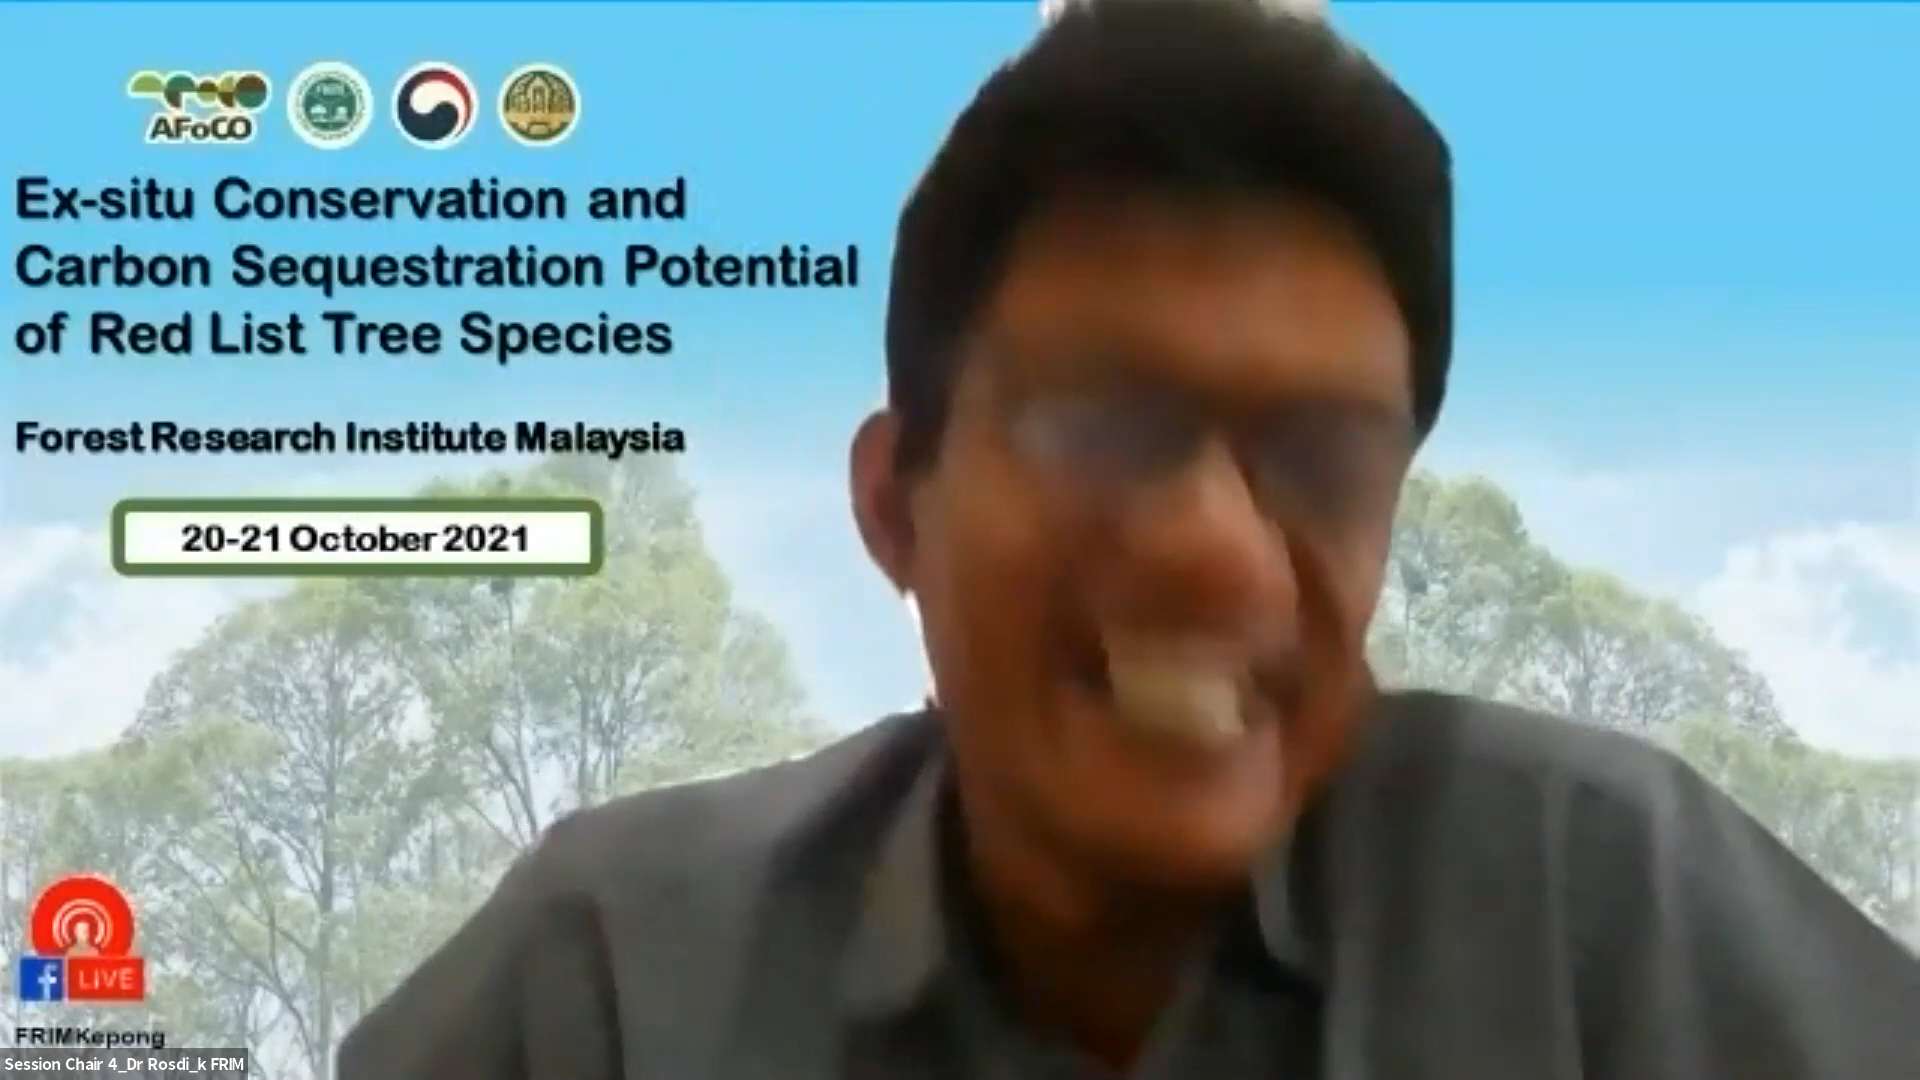 AFoCO
FRIM
Ex-situ Conservation and
Carbon Sequestration Potential
of Red List Tree Species
Forest Research Institute Malaysia
20-21 October 2021
LIVE
FRIMKepong
Session Chair 4_Dr Rosdi_k FRIM